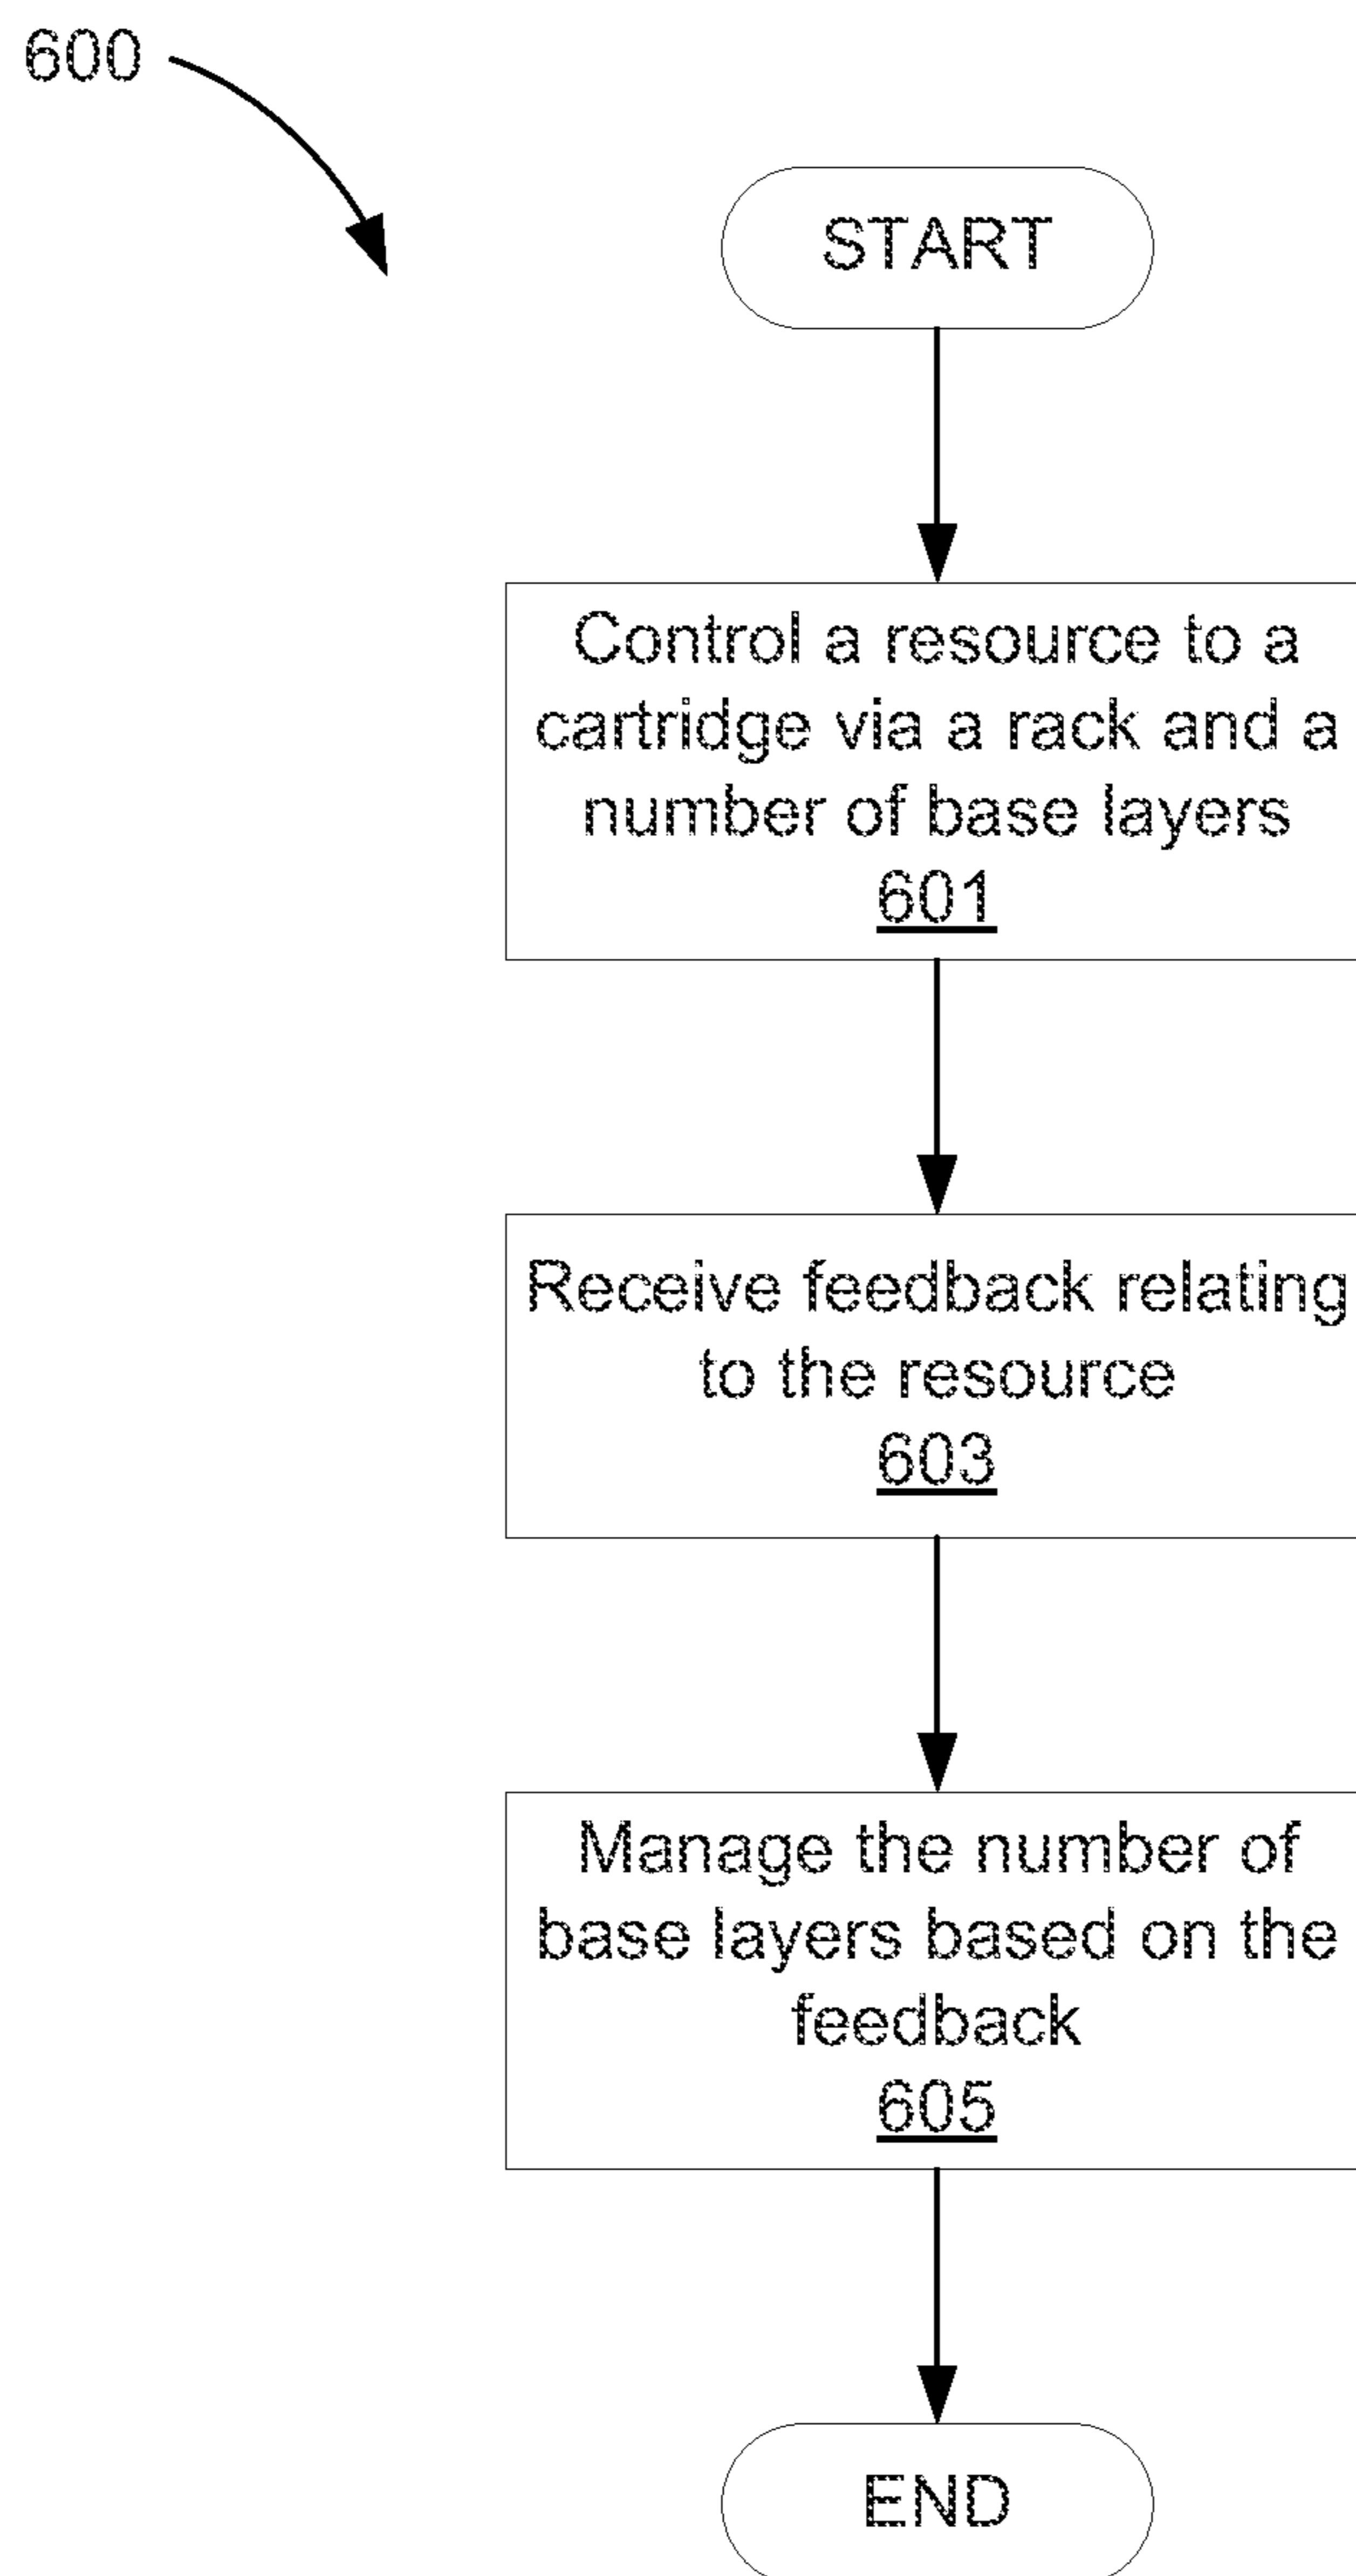 600
START
Control a resource to a
cartridge via a rack and a
number of base layers
601
Receive feedback relating
to the resource
603
Manage the number of
base layers based on the
feedback
605
END